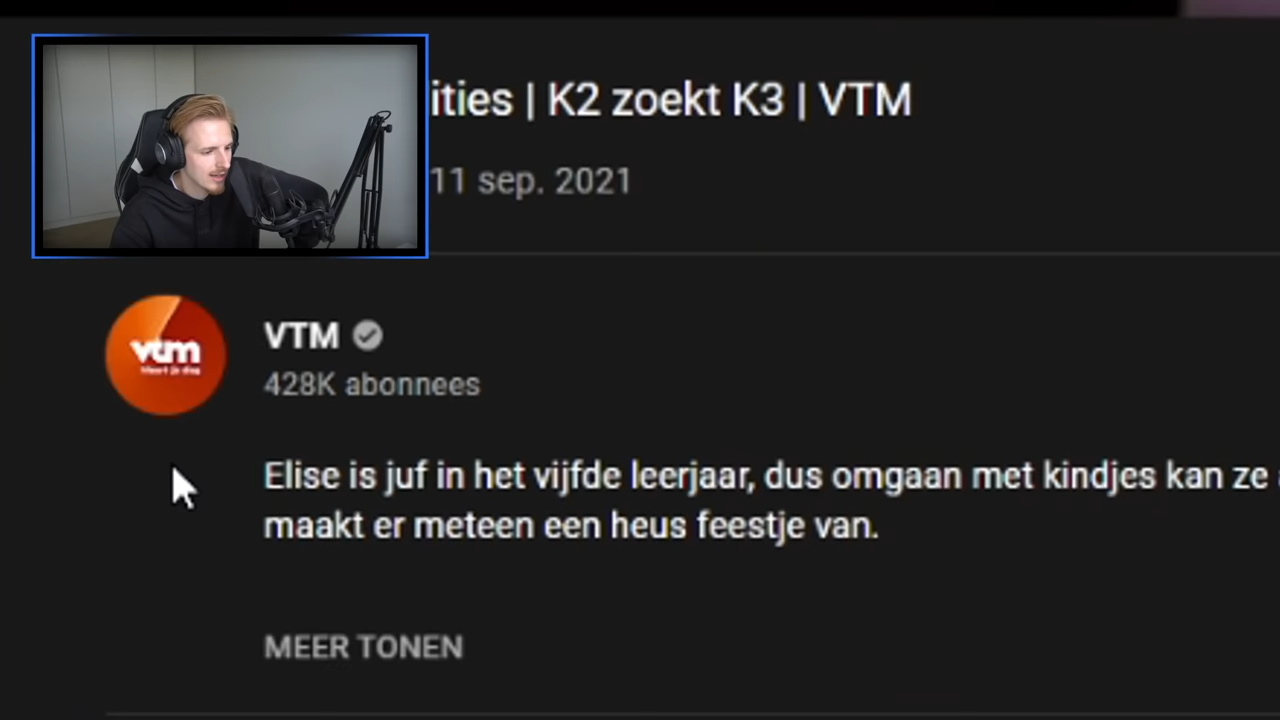 ities | K2 zoekt K3 | VTM
11 sep. 2021
vtm
VTM
428K abonnees
Elise is juf in het vijfde leerjaar, dus omgaan met kindjes kan ze
maakt er meteen een heus feestje van.
MEER TONEN